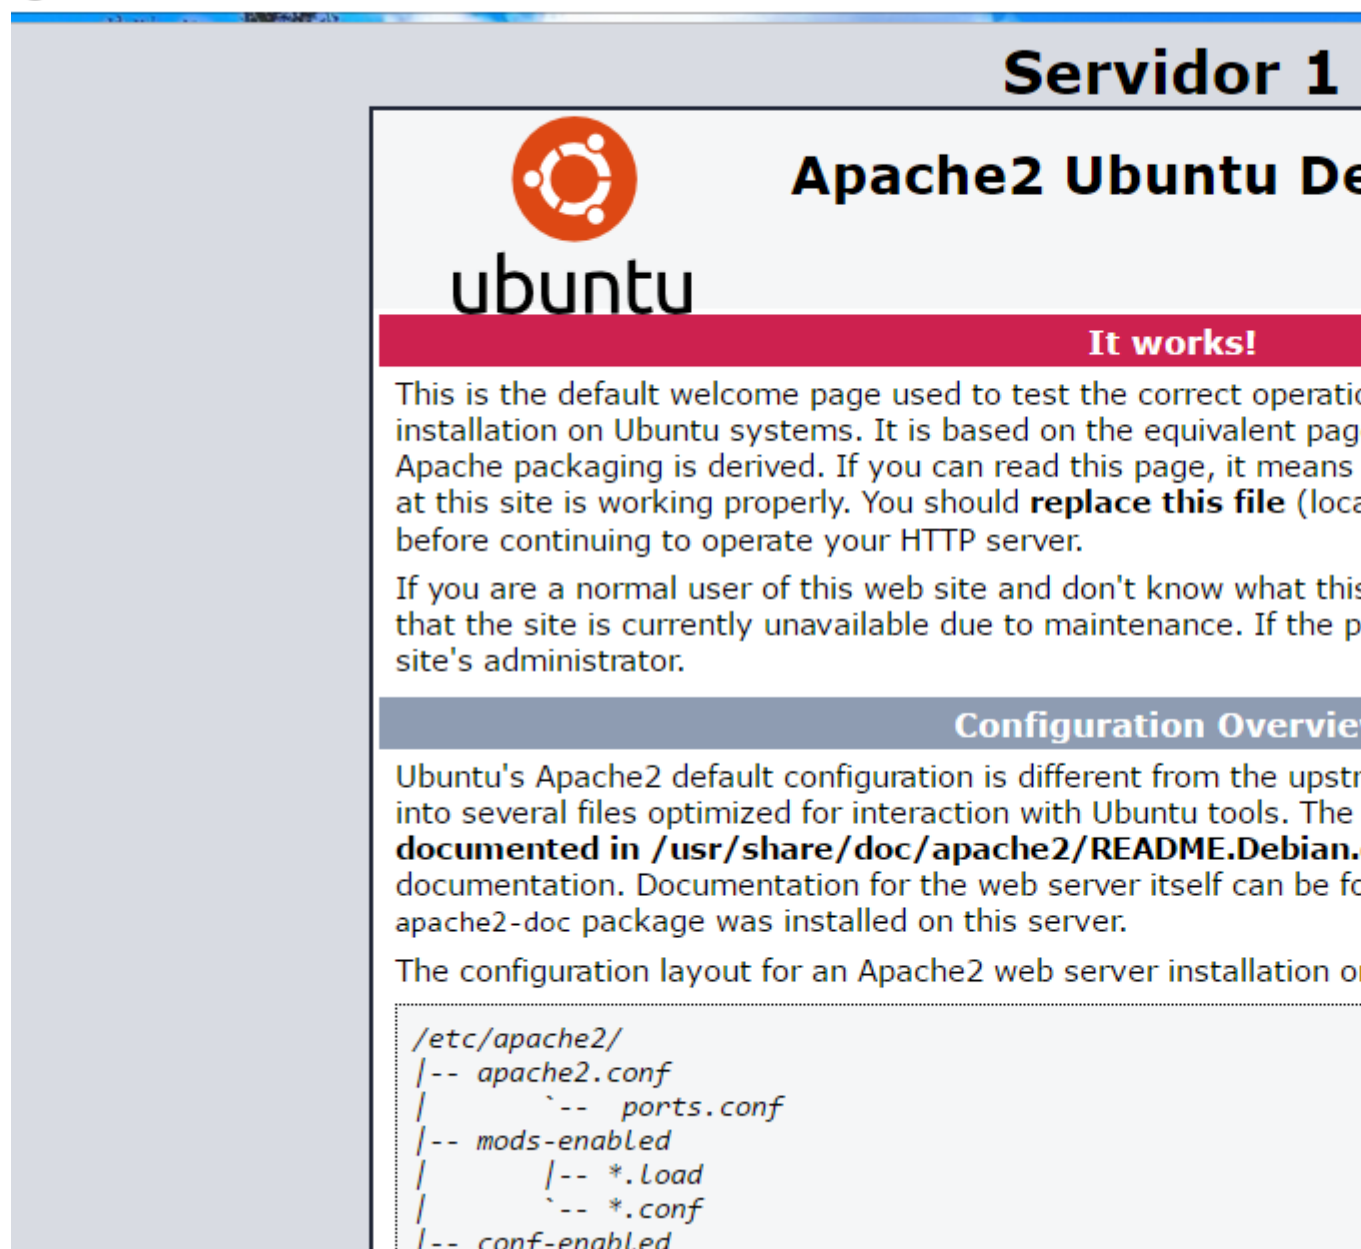 Servidor 1
Apache2 Ubuntu De
ubuntu
It works!
This is the default welcome page used to test the correct operatio
installation on Ubuntu systems. It is based on the equivalent pag
Apache packaging is derived. If you can read this page, it means
at this site is working properly. You should replace this file (loca
before continuing to operate your HTTP server.
If you are a normal user of this web site and don't know what this
that the site is currently unavailable due to maintenance. If the p
site's administrator.
Configuration Overvie
Ubuntu's Apache2 default configuration is different from the upstr
into several files optimized for interaction with Ubuntu tools. The
documented in /usr/share/doc/apache2/README.Debian.
documentation. Documentation for the web server itself can be fo
apache2-doc package was installed on this server.
The configuration layout for an Apache2 web server installation o
/etc/apache2/
|-- apache2.conf
|       `--  ports.conf
|-- mods-enabled
|       |-- *.load
|       `-- *.conf
|-- conf-enabled